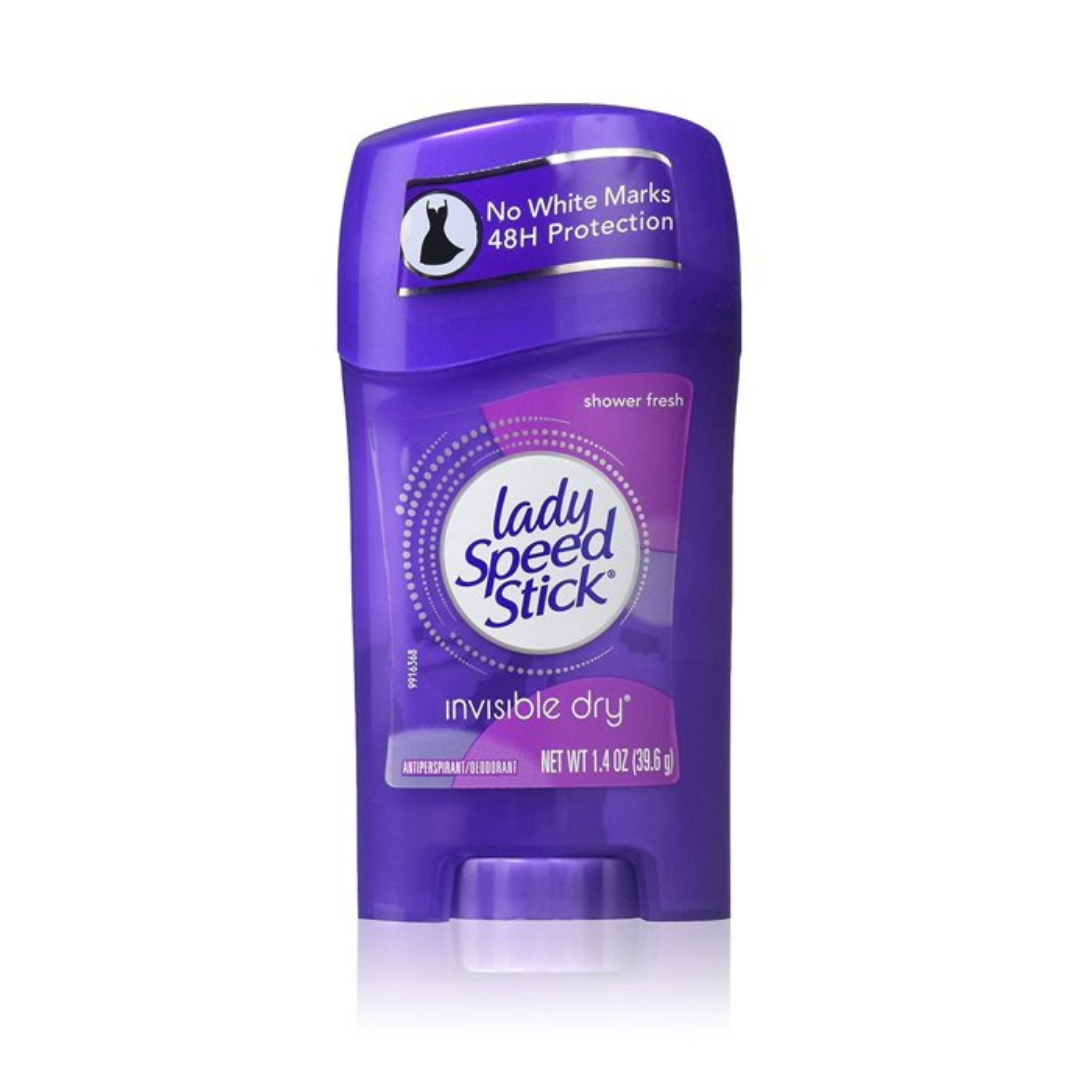 No White Marks
48H Protection
shower fresh
lady
Speed
Stick®
9916368
invisible dry®
ANTIPERSPIRANT/DEODORANT
NET WT 1.4 OZ (39.6 g)